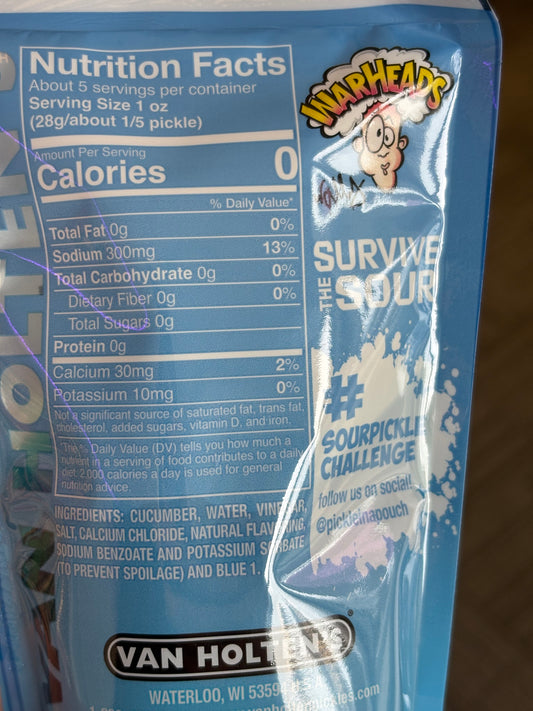 Nutrition Facts
About 5 servings per container
Serving Size 1 oz
(28g/about 1/5 pickle)
Amount Per Serving
Calories 0
% Daily Value*
Total Fat 0g 0%
Sodium 300mg 13%
Total Carbohydrate 0g 0%
Dietary Fiber 0g 0%
Total Sugars 0g
Protein 0g
Calcium 30mg 2%
Potassium 10mg 0%
Not a significant source of saturated fat, trans fat,
cholesterol, added sugars, vitamin D, and iron.
*The % Daily Value (DV) tells you how much a
nutrient in a serving of food contributes to a daily
diet. 2,000 calories a day is used for general
nutrition advice.
INGREDIENTS: CUCUMBER, WATER, VINEGAR,
SALT, CALCIUM CHLORIDE, NATURAL FLAVORING,
SODIUM BENZOATE AND POTASSIUM SORBATE
(TO PREVENT SPOILAGE) AND BLUE 1.
WARHEADS
SURVIVE
THE SOUR
#
SOURPICKLE
CHALLENGE
follow us on social!
@pickleinapouch
VAN HOLTEN'S®
WATERLOO, WI 53594